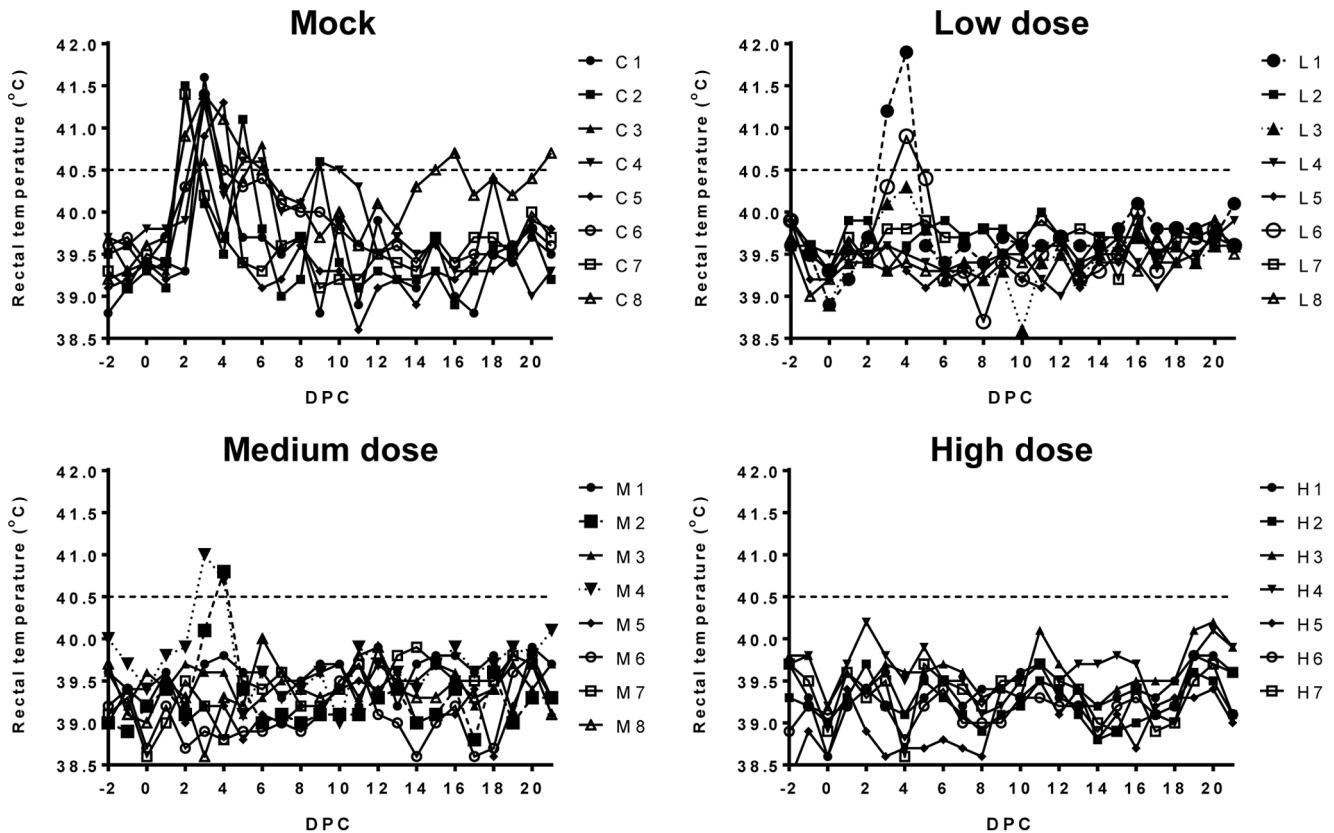 Mock
Rectal temperature (°C)
42.0
41.5
41.0
40.5
40.0
39.5
39.0
38.5
-2 0 2 4 6 8 10 12 14 16 18 20
DPC
C 1
C 2
C 3
C 4
C 5
C 6
C 7
C 8
Low dose
Rectal temperature (°C)
42.0
41.5
41.0
40.5
40.0
39.5
39.0
38.5
-2 0 2 4 6 8 10 12 14 16 18 20
DPC
L 1
L 2
L 3
L 4
L 5
L 6
L 7
L 8
Medium dose
Rectal temperature (°C)
42.0
41.5
41.0
40.5
40.0
39.5
39.0
38.5
-2 0 2 4 6 8 10 12 14 16 18 20
DPC
M 1
M 2
M 3
M 4
M 5
M 6
M 7
M 8
High dose
Rectal temperature (°C)
42.0
41.5
41.0
40.5
40.0
39.5
39.0
38.5
-2 0 2 4 6 8 10 12 14 16 18 20
DPC
H 1
H 2
H 3
H 4
H 5
H 6
H 7